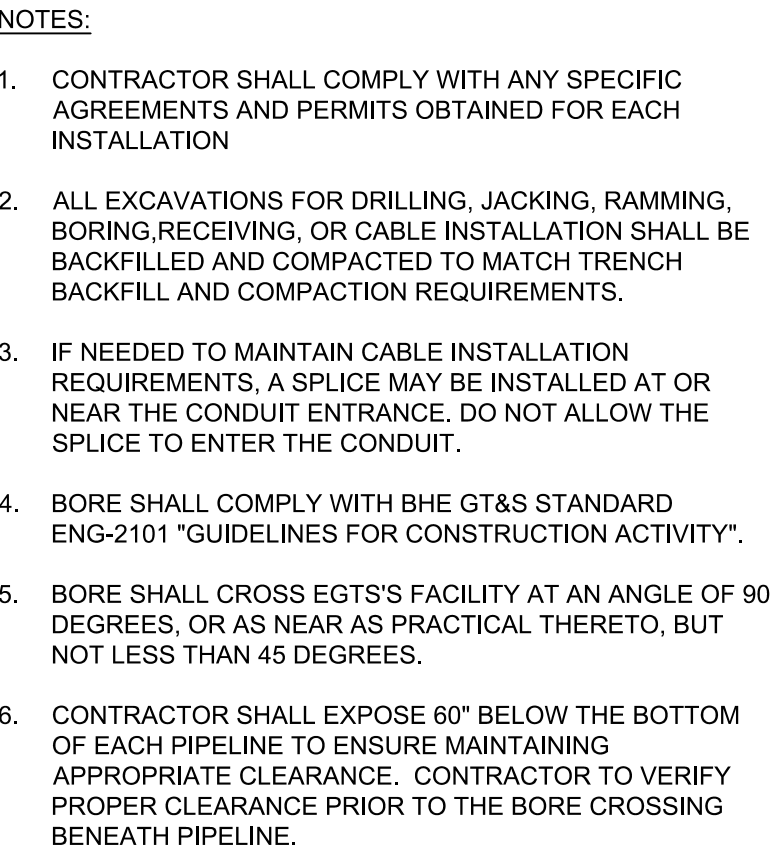 NOTES:
1. CONTRACTOR SHALL COMPLY WITH ANY SPECIFIC
AGREEMENTS AND PERMITS OBTAINED FOR EACH
INSTALLATION
2. ALL EXCAVATIONS FOR DRILLING, JACKING, RAMMING,
BORING,RECEIVING, OR CABLE INSTALLATION SHALL BE
BACKFILLED AND COMPACTED TO MATCH TRENCH
BACKFILL AND COMPACTION REQUIREMENTS.
3. IF NEEDED TO MAINTAIN CABLE INSTALLATION
REQUIREMENTS, A SPLICE MAY BE INSTALLED AT OR
NEAR THE CONDUIT ENTRANCE. DO NOT ALLOW THE
SPLICE TO ENTER THE CONDUIT.
4. BORE SHALL COMPLY WITH BHE GT&S STANDARD
ENG-2101 "GUIDELINES FOR CONSTRUCTION ACTIVITY".
5. BORE SHALL CROSS EGTS'S FACILITY AT AN ANGLE OF 90
DEGREES, OR AS NEAR AS PRACTICAL THERETO, BUT
NOT LESS THAN 45 DEGREES.
6. CONTRACTOR SHALL EXPOSE 60" BELOW THE BOTTOM
OF EACH PIPELINE TO ENSURE MAINTAINING
APPROPRIATE CLEARANCE. CONTRACTOR TO VERIFY
PROPER CLEARANCE PRIOR TO THE BORE CROSSING
BENEATH PIPELINE.